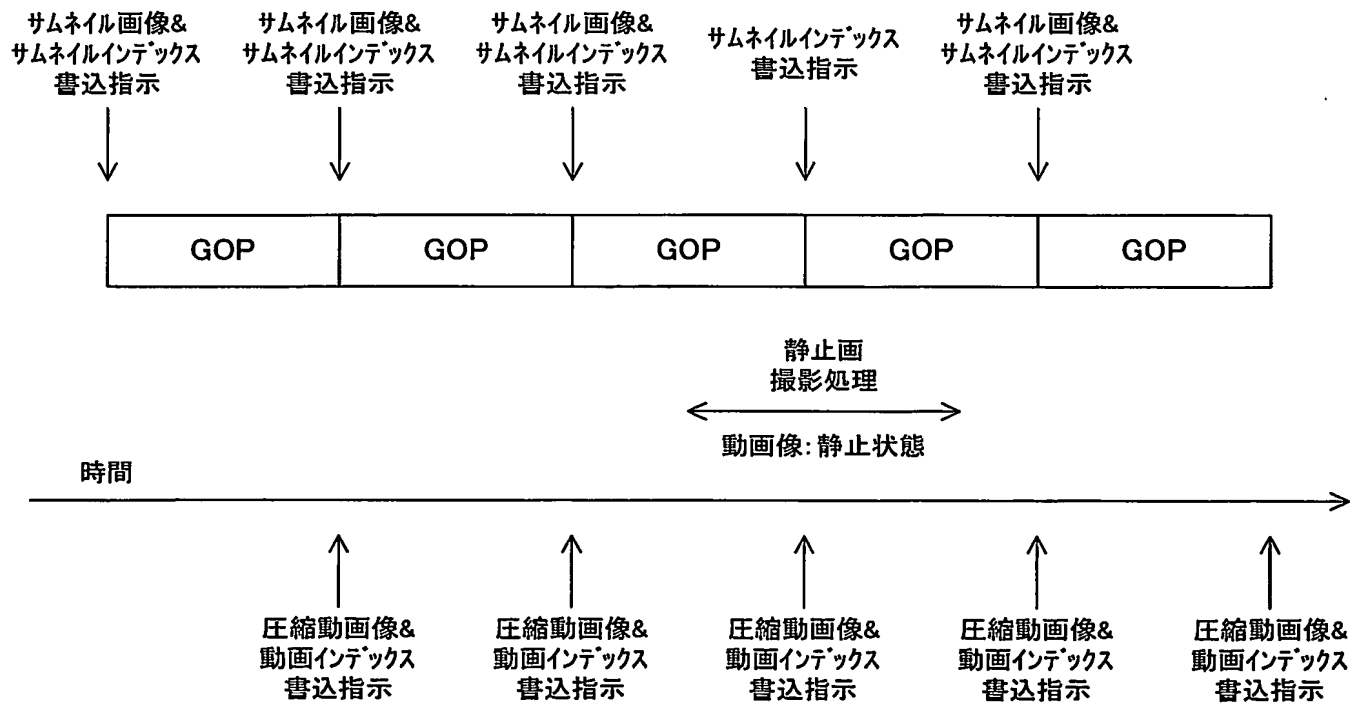 サムネイル画像&
サムネイルインデックス
書込指示
サムネイル画像&
サムネイルインデックス
書込指示
サムネイル画像&
サムネイルインデックス
書込指示
サムネイルインデックス
書込指示
サムネイル画像&
サムネイルインデックス
書込指示
GOP
GOP
GOP
GOP
GOP
静止画
撮影処理
動画像:静止状態
時間
圧縮動画像&
動画インデックス
書込指示
圧縮動画像&
動画インデックス
書込指示
圧縮動画像&
動画インデックス
書込指示
圧縮動画像&
動画インデックス
書込指示
圧縮動画像&
動画インデックス
書込指示